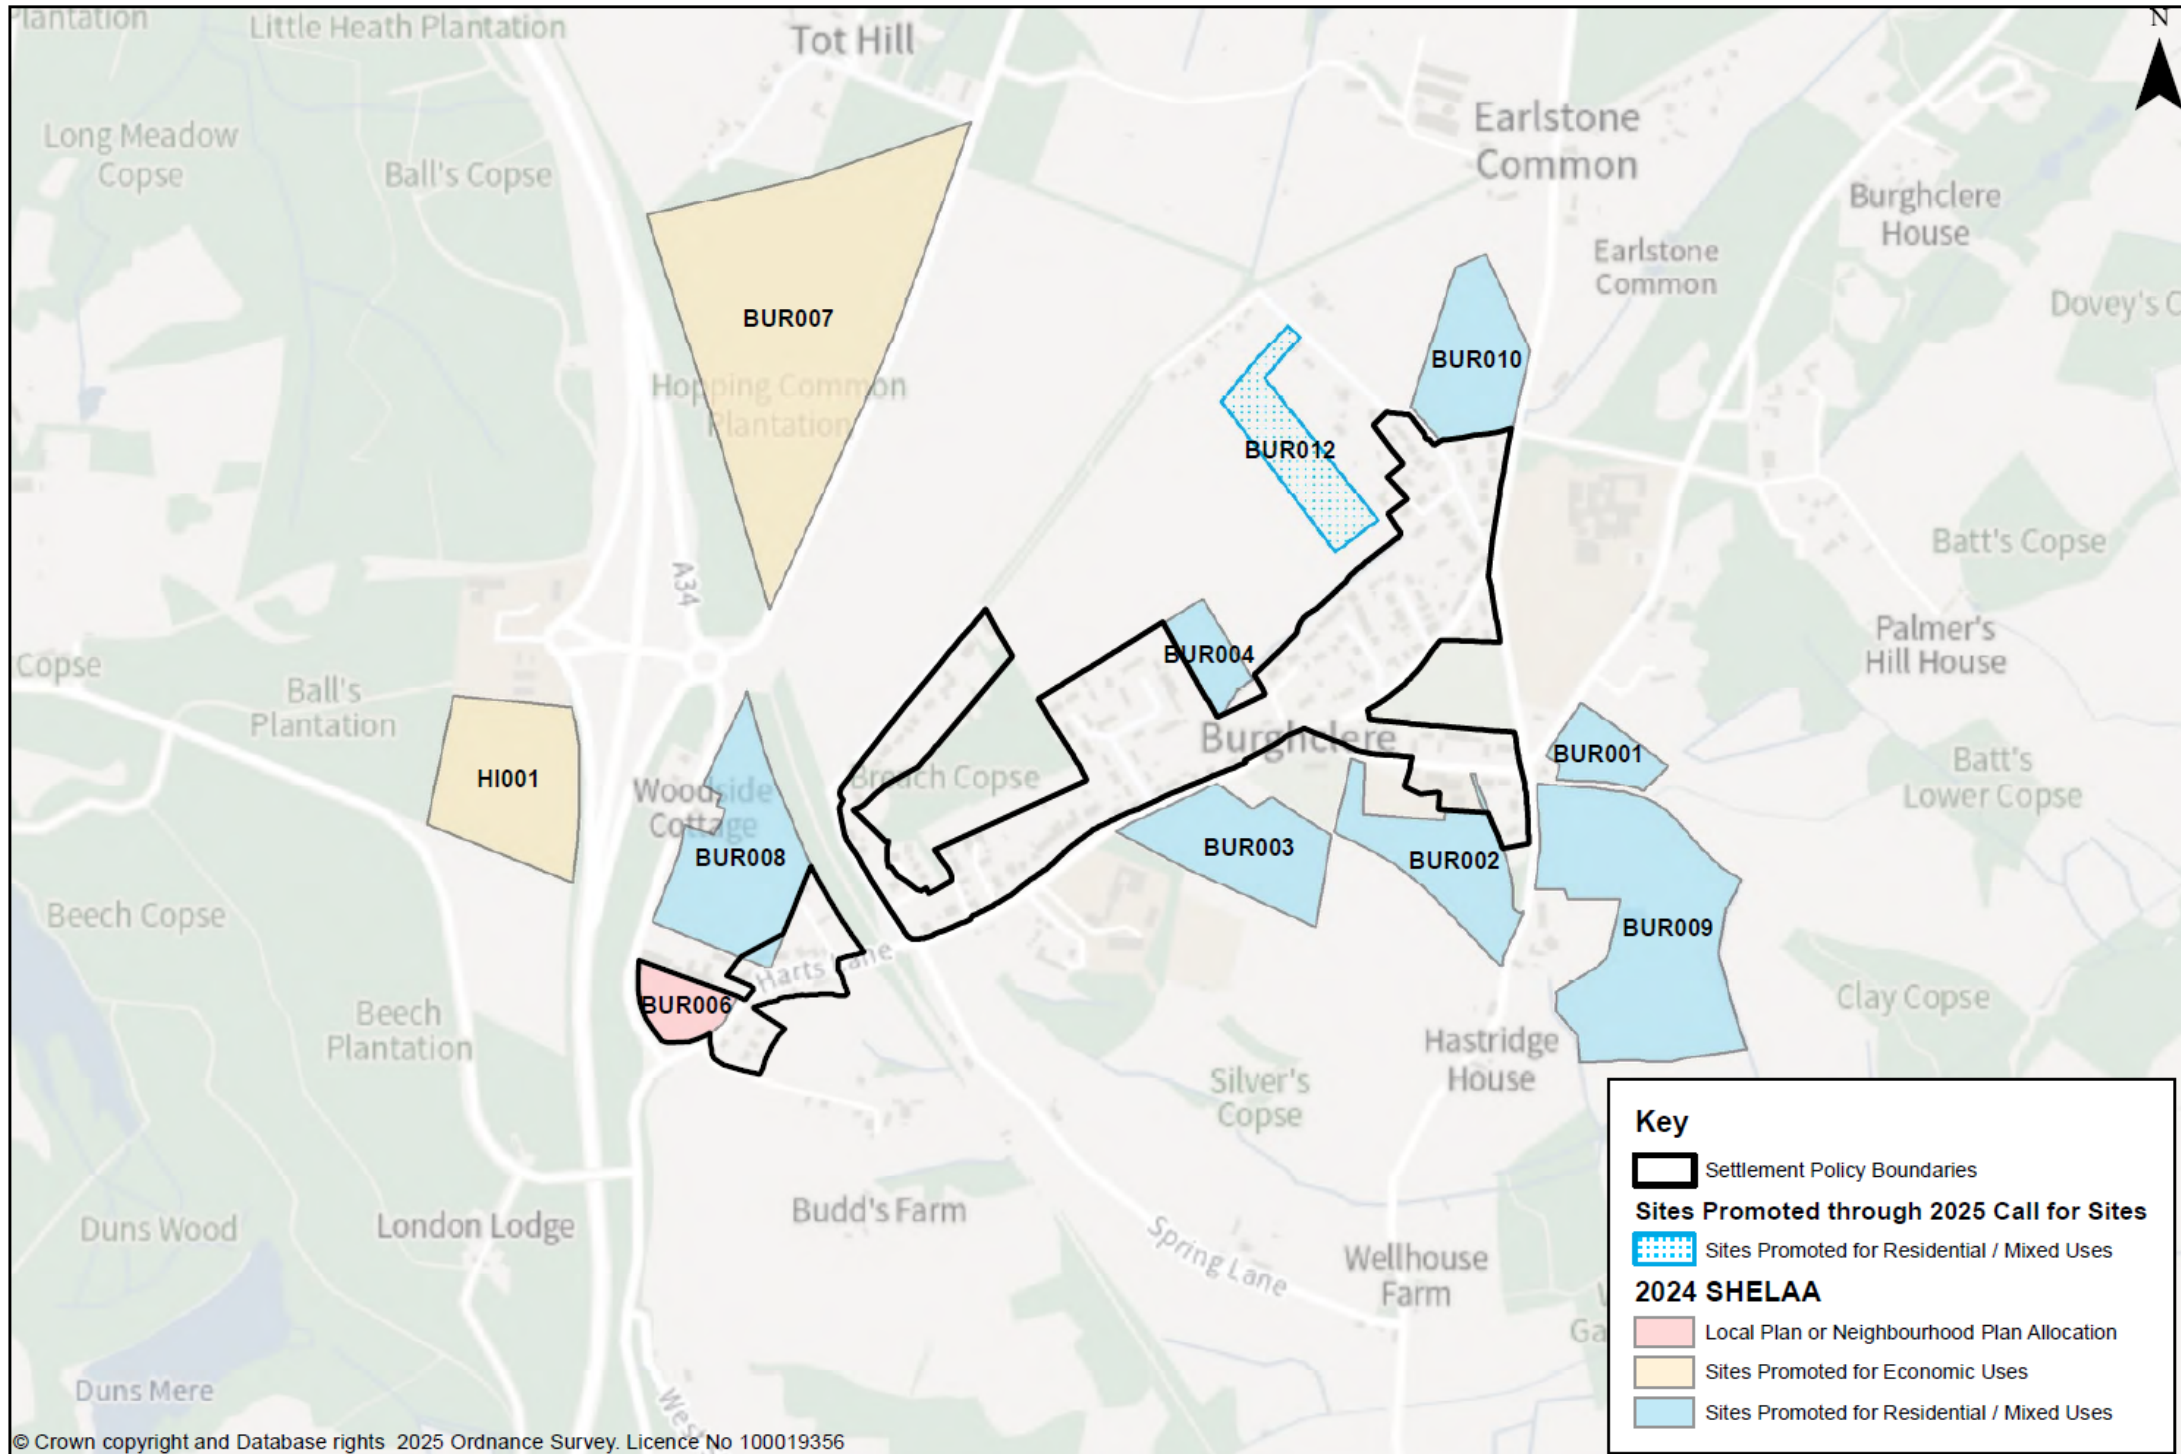 Plantation
Little Heath Plantation
Tot Hill
N
Long Meadow
Copse
Ball's Copse
Earlstone
Common
Burghclere
House
Earlstone
Common
Dovey's C
BUR007
Hopping Common
Plantation
BUR010
BUR012
A34
Batt's Copse
Copse
Ball's
Plantation
BUR004
Palmer's
Hill House
Burghclere
HI001
Woodside
Cottage
Breach Copse
BUR001
Batt's
Lower Copse
BUR008
BUR003
BUR002
BUR009
Beech Copse
Harts Lane
BUR006
Beech
Plantation
Clay Copse
Hastridge
House
Silver's
Copse
Duns Wood
London Lodge
Budd's Farm
Spring Lane
Wellhouse
Farm
Ga
Duns Mere
West
Key
Settlement Policy Boundaries
Sites Promoted through 2025 Call for Sites
Sites Promoted for Residential / Mixed Uses
2024 SHELAA
Local Plan or Neighbourhood Plan Allocation
Sites Promoted for Economic Uses
Sites Promoted for Residential / Mixed Uses
© Crown copyright and Database rights 2025 Ordnance Survey. Licence No 100019356